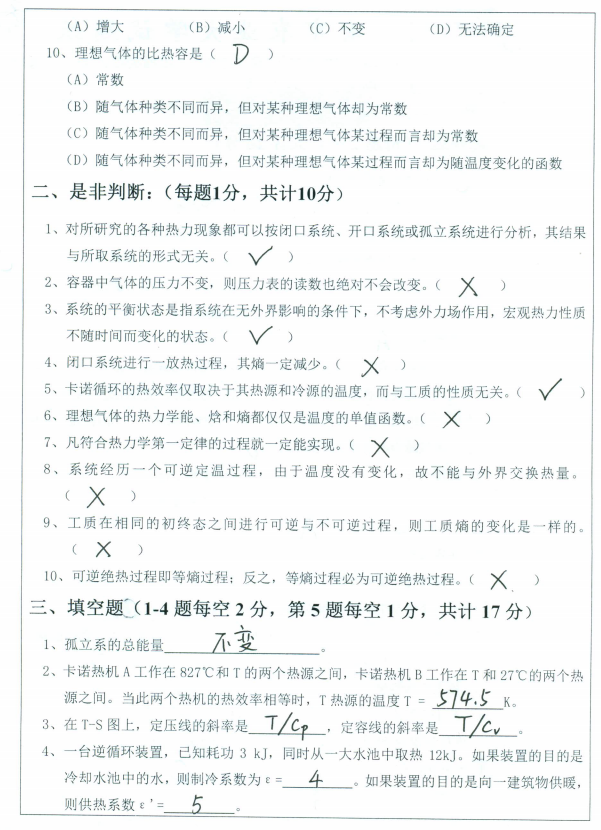 （A）增大 （B）减小 （C）不变 （D）无法确定
10、理想气体的比热容是（ D ）
（A）常数
（B）随气体种类不同而异，但对某种理想气体却为常数
（C）随气体种类不同而异，但对某种理想气体某过程而言却为常数
（D）随气体种类不同而异，但对某种理想气体某过程而言却为随温度变化的函数
二、是非判断：（每题1分，共计10分）
1、对所研究的各种热力现象都可以按闭口系统、开口系统或孤立系统进行分析，其结果
与所取系统的形式无关。（ ✓ ）
2、容器中气体的压力不变，则压力表的读数也绝对不会改变。（ ✗ ）
3、系统的平衡状态是指系统在无外界影响的条件下，不考虑外力场作用，宏观热力性质
不随时间而变化的状态。（ ✓ ）
4、闭口系统进行一放热过程，其熵一定减少。（ ✗ ）
5、卡诺循环的热效率仅取决于其热源和冷源的温度，而与工质的性质无关。（ ✓ ）
6、理想气体的热力学能、焓和熵都仅仅是温度的单值函数。（ ✗ ）
7、凡符合热力学第一定律的过程就一定能实现。（ ✗ ）
8、系统经历一个可逆定温过程，由于温度没有变化，故不能与外界交换热量。
（ ✗ ）
9、工质在相同的初终态之间进行可逆与不可逆过程，则工质熵的变化是一样的。
（ ✗ ）
10、可逆绝热过程即等熵过程；反之，等熵过程必为可逆绝热过程。（ ✗ ）
三、填空题（1-4 题每空 2 分，第 5 题每空 1 分，共计 17 分）
1、孤立系的总能量 不变 。
2、卡诺热机 A 工作在 827℃和 T 的两个热源之间，卡诺热机 B 工作在 T 和 27℃的两个热
源之间。当此两个热机的热效率相等时，T 热源的温度 T = 574.5 K。
3、在 T-S 图上，定压线的斜率是 T/Cp ，定容线的斜率是 T/Cv 。
4、一台逆循环装置，已知耗功 3 kJ，同时从一大水池中取热 12kJ。如果装置的目的是
冷却水池中的水，则制冷系数为 ε= 4 。如果装置的目的是向一建筑物供暖，
则供热系数 ε'= 5 。